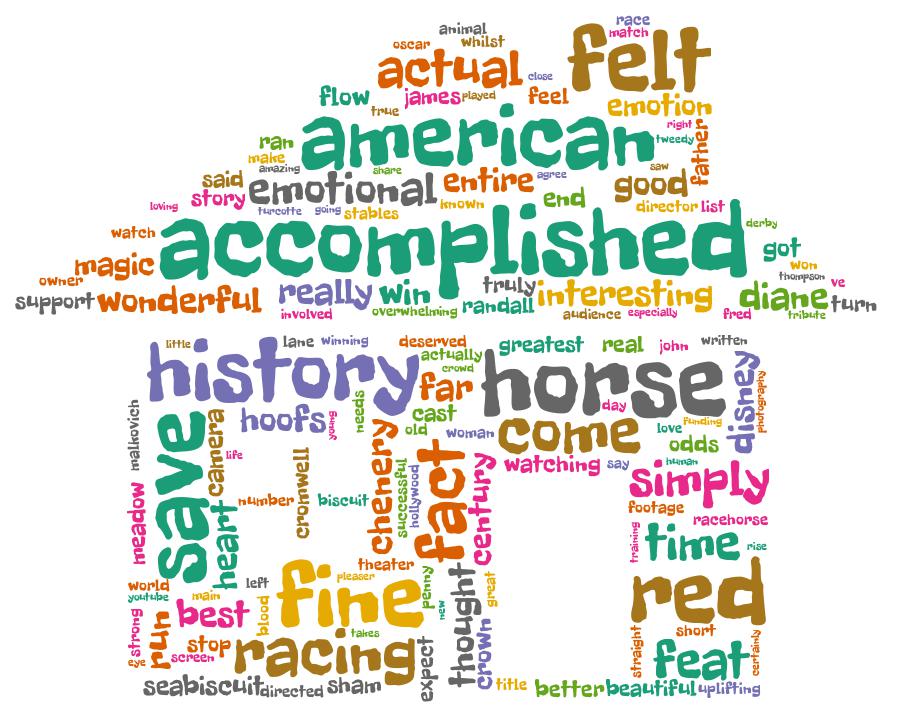 race
animal
match
oscar whilst felt
actual close
flow james played feel emotion
true right
american tweedy
ran father
make
amazing share saw
said emotional entire agree good
story end
loving turcotte going stables known director list
watch accomplished derby
got
magic won
owner thompson
support wonderful really win truly interesting diane ve
randall turn
involved overwhelming audience especially fred tribute
little lane winning deserved greatest real john written
history actually horse disney
crowd
far photography
malkovich hoofs young needs cast day
old woman come love funding
save camera odds
life chenery fact watching say human
simply
meadow heart number cromwell biscuit successful hollywood century footage
racehorse
training time rise
theater
world left pleaser penny great red
youtube main fine
strong run best blood new thought short
takes
stop racing straight feat certainly
eye screen expect crown
seabiscuit directed sham title better beautiful uplifting